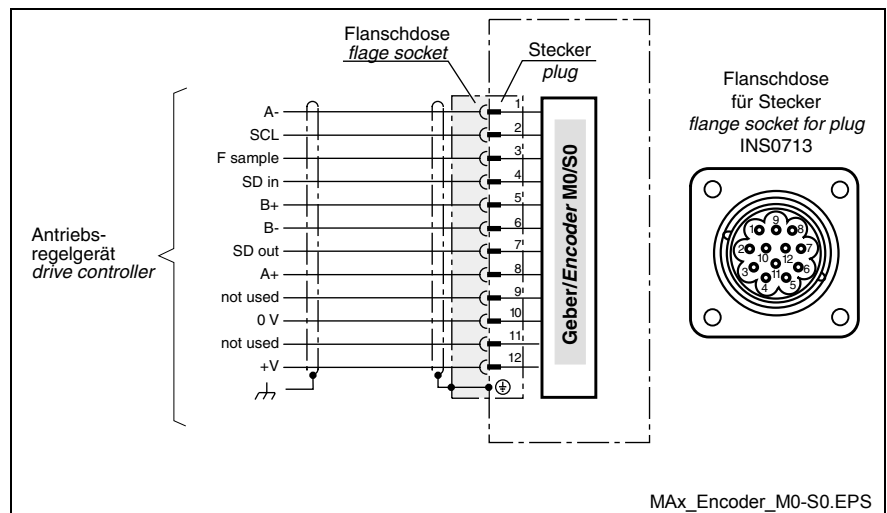 Flanschdose
flage socket
Stecker
plug
A-
SCL
F sample
SD in
B+
B-
SD out
A+
not used
0 V
not used
+V
1
2
3
4
5
6
7
8
9
10
11
12
Geber/Encoder M0/S0
Antriebs-
regelgerät
drive controller
Flanschdose
für Stecker
flange socket for plug
INS0713
1
9
8
2
10
12
7
3
11
6
4
5
MAx_Encoder_M0-S0.EPS